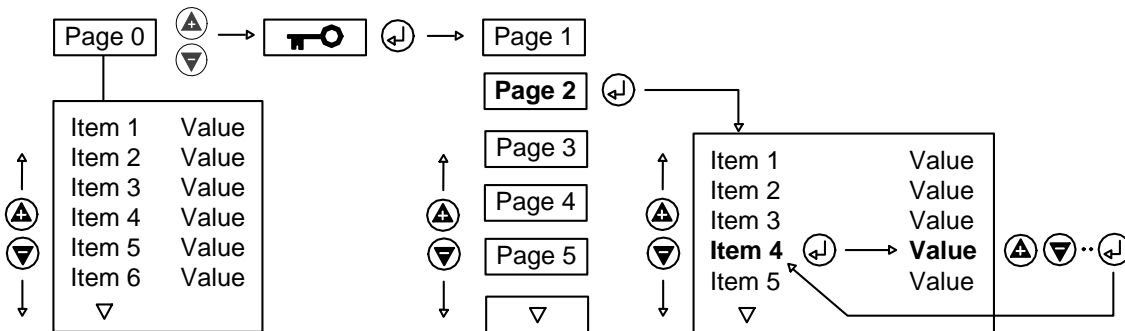 Page 0
Page 1
Page 2
Page 3
Page 4
Page 5
Item 1 Value
Item 2 Value
Item 3 Value
Item 4 Value
Item 5 Value
Item 6 Value
Item 1 Value
Item 2 Value
Item 3 Value
Item 4 Value
Item 5 Value